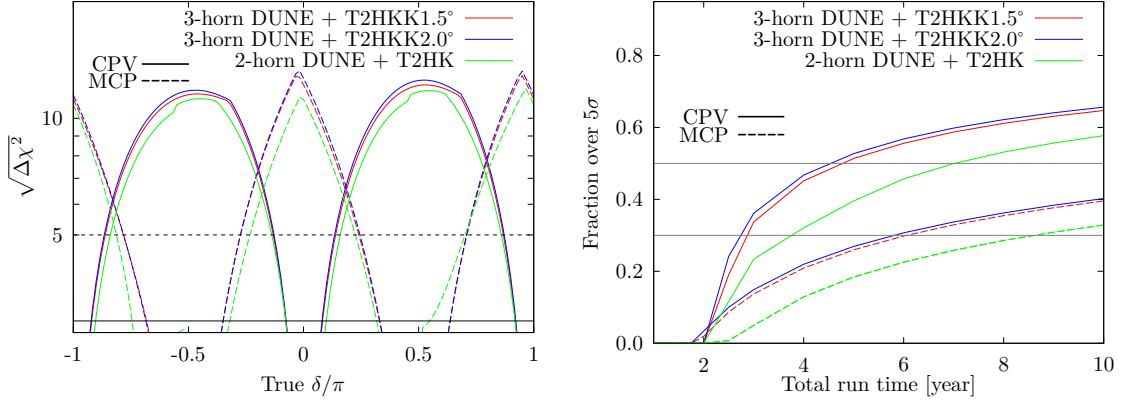 3-horn DUNE + T2HKK1.5°
3-horn DUNE + T2HKK2.0°
2-horn DUNE + T2HK
CPV
MCP
10
5
√Δχ²
-1
-0.5
0
0.5
1
True δ/π
3-horn DUNE + T2HKK1.5°
3-horn DUNE + T2HKK2.0°
2-horn DUNE + T2HK
CPV
MCP
0.8
0.6
0.4
0.2
0.0
Fraction over 5σ
2
4
6
8
10
Total run time [year]